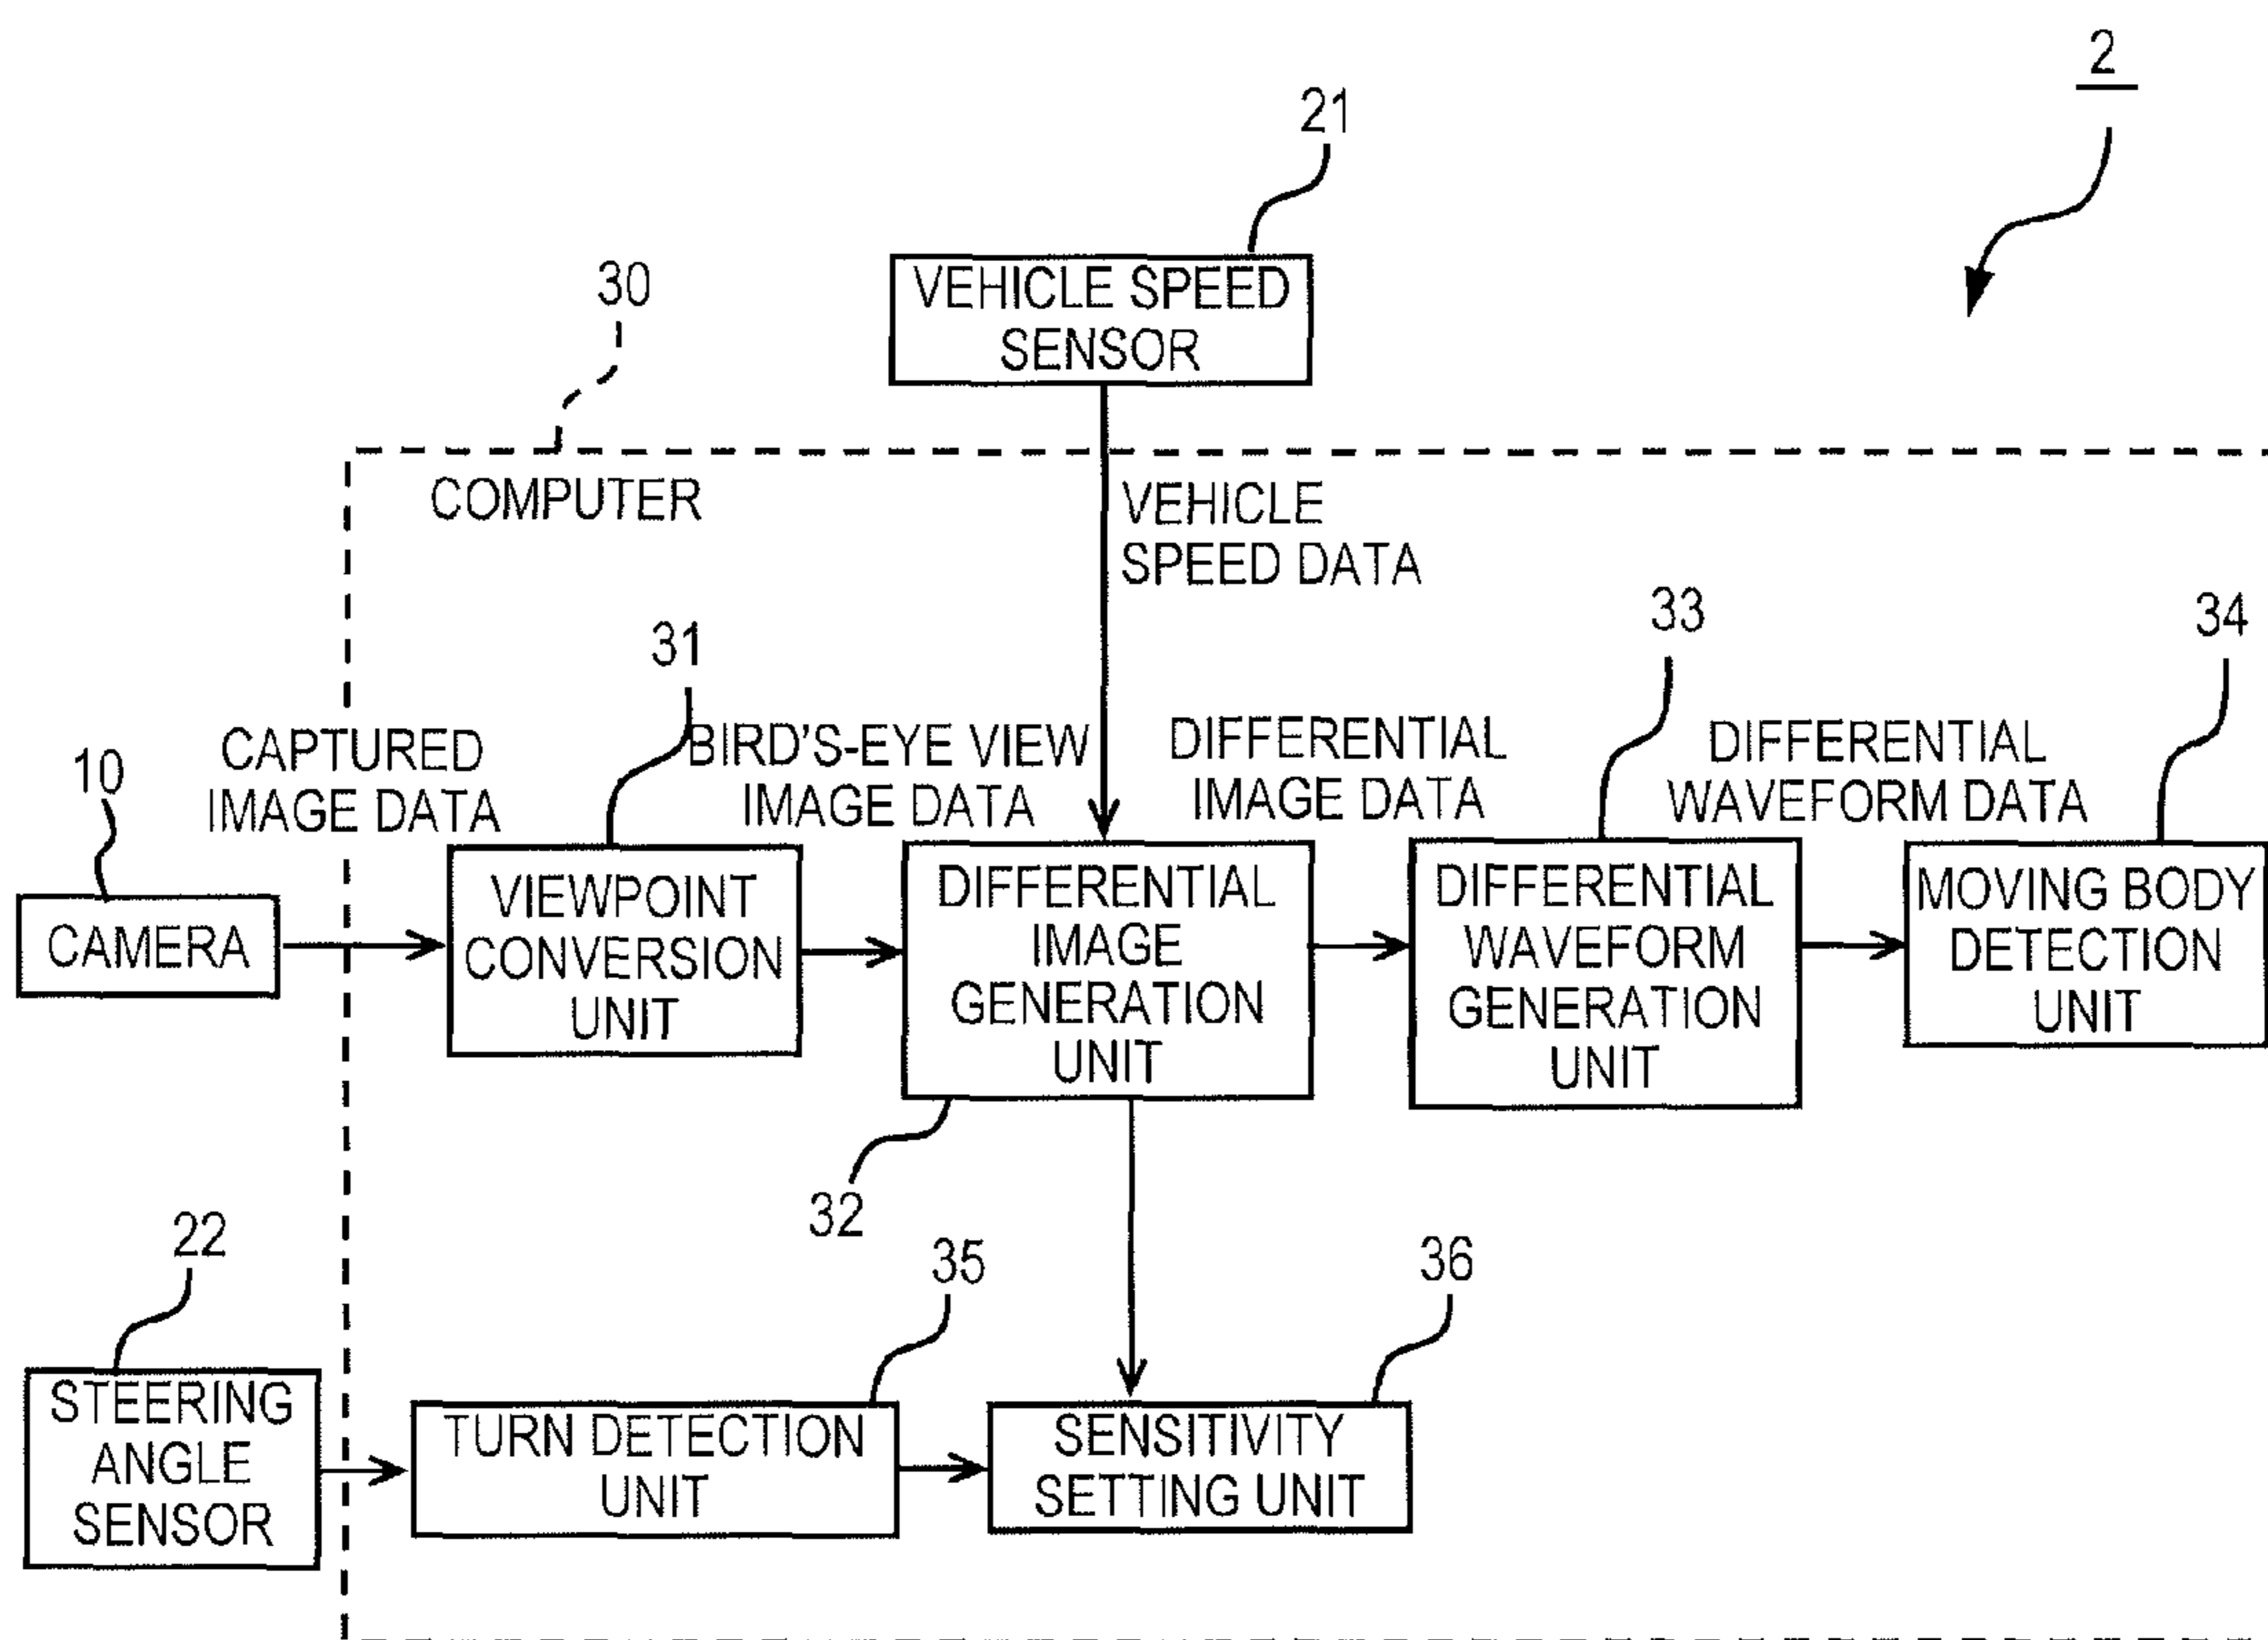 2
21
VEHICLE SPEED
SENSOR
30
COMPUTER
VEHICLE
SPEED DATA
31
33
34
CAPTURED
IMAGE DATA
BIRD'S-EYE VIEW
IMAGE DATA
DIFFERENTIAL
IMAGE DATA
DIFFERENTIAL
WAVEFORM DATA
10
CAMERA
VIEWPOINT
CONVERSION
UNIT
DIFFERENTIAL
IMAGE
GENERATION
UNIT
DIFFERENTIAL
WAVEFORM
GENERATION
UNIT
MOVING BODY
DETECTION
UNIT
32
22
35
36
STEERING
ANGLE
SENSOR
TURN DETECTION
UNIT
SENSITIVITY
SETTING UNIT